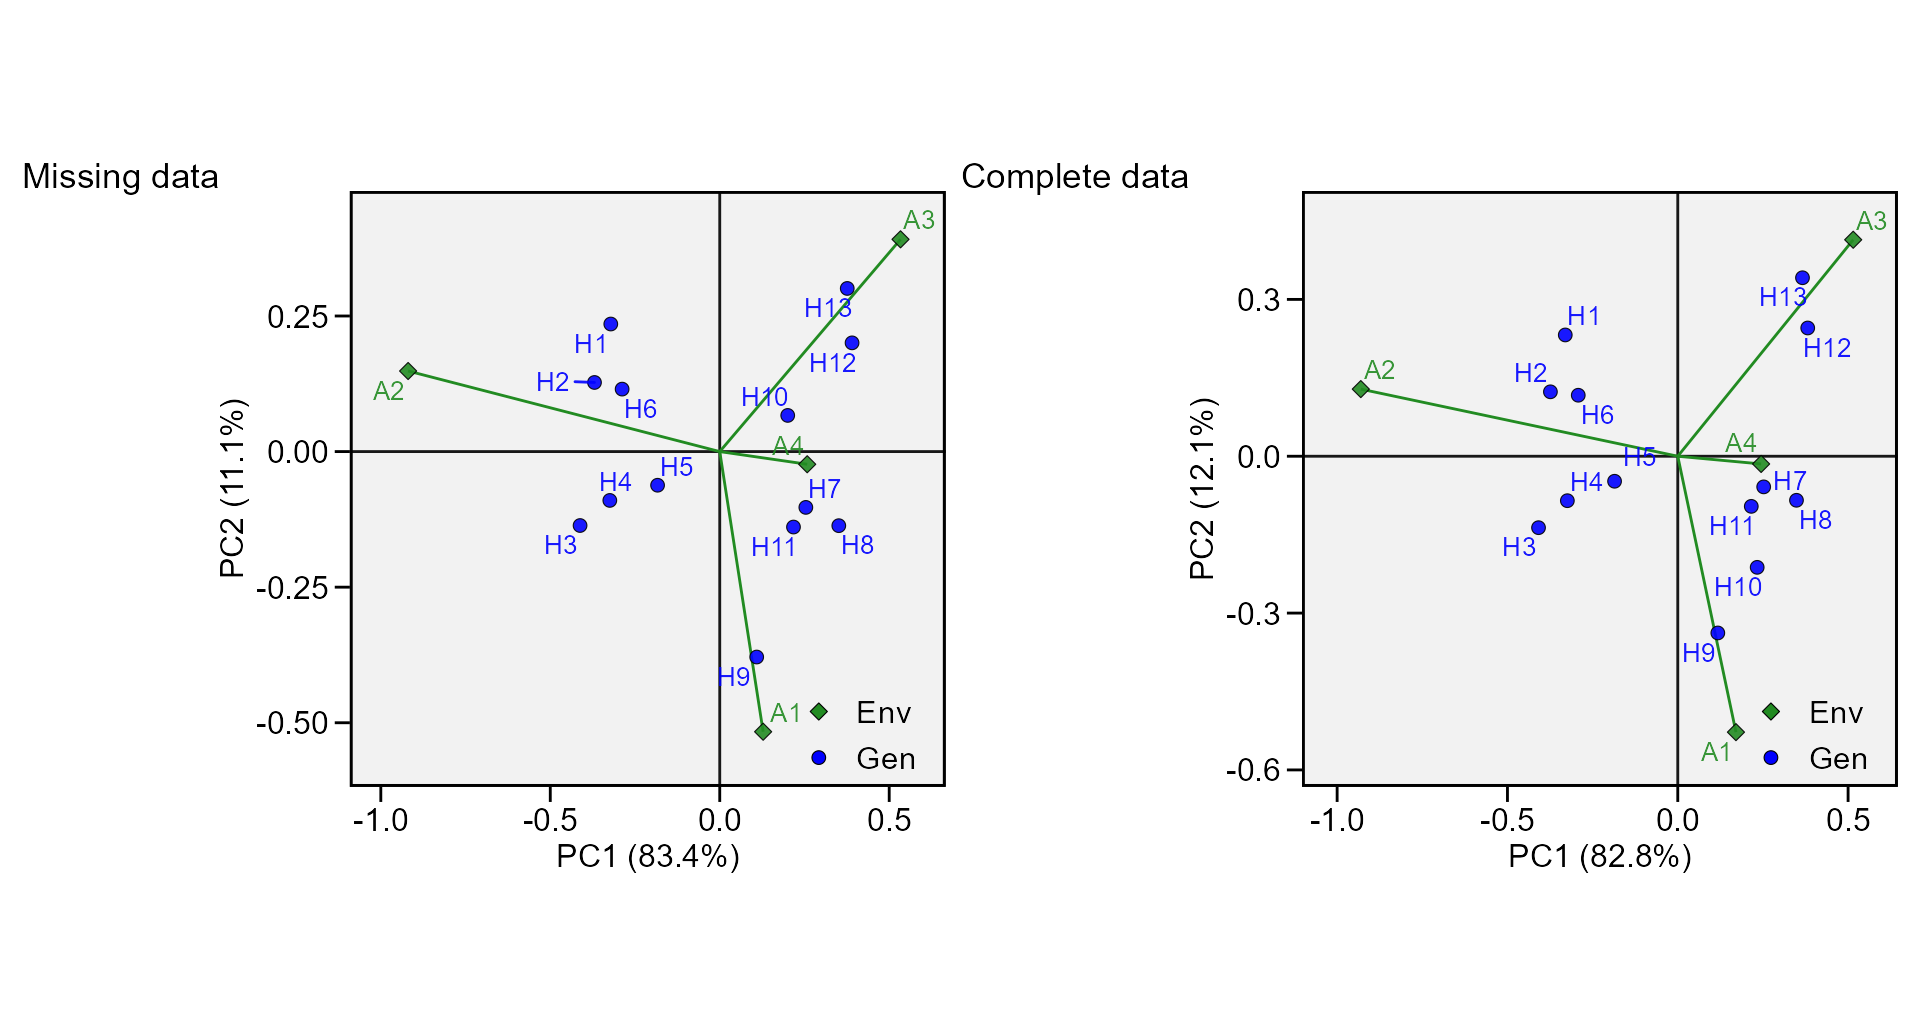 Missing data
A3
H13
0.25
H1
H12
H2
A2
H10
H6
A4
0.00
H5
H4
H7
H3
H11
H8
PC2 (11.1%)
-0.25
H9
A1
Env
-0.50
Gen
-1.0
-0.5
0.0
0.5
PC1 (83.4%)
Complete data
A3
0.3
H13
H1
H12
A2
H2
H6
A4
0.0
H5
H4
H7
H11
H8
H3
PC2 (12.1%)
H10
-0.3
H9
Env
A1
Gen
-0.6
-1.0
-0.5
0.0
0.5
PC1 (82.8%)